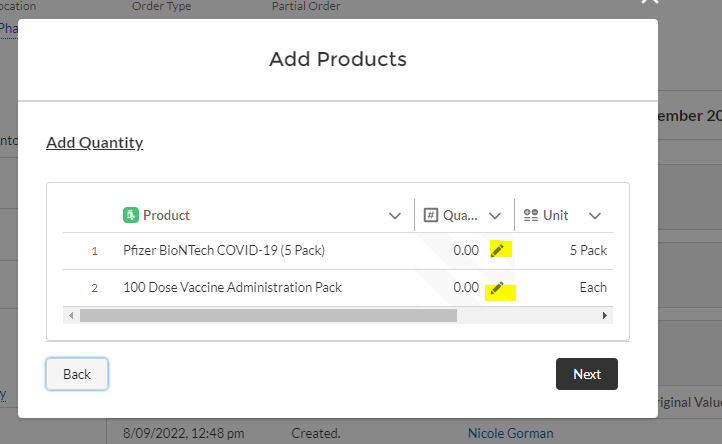 ocation Order Type Partial Order
Pha
Add Products
ember 20
nto
Add Quantity
Product Qua... Unit
1 Pfizer BioNTech COVID-19 (5 Pack) 0.00 5 Pack
2 100 Dose Vaccine Administration Pack 0.00 Each
Back Next
y
riginal Valu
8/09/2022, 12:48 pm Created. Nicole Gorman